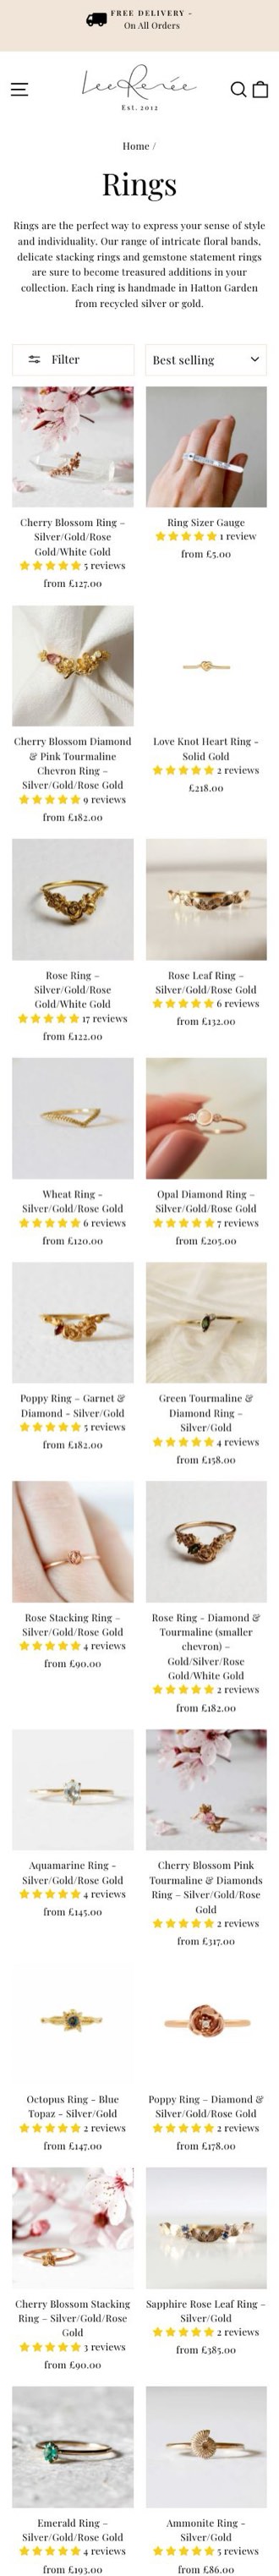 FREE DELIVERY -
On All Orders
LeeRenée
Est. 2012
Home /
Rings
Rings are the perfect way to express your sense of style
and individuality. Our range of intricate floral bands,
delicate stacking rings and gemstone statement rings
are sure to become treasured additions in your
collection. Each ring is handmade in Hatton Garden
from recycled silver or gold.
Filter
Best selling
Cherry Blossom Ring –
Silver/Gold/Rose
Gold/White Gold
5 reviews
from £127.00
Ring Sizer Gauge
1 review
from £5.00
Cherry Blossom Diamond
& Pink Tourmaline
Chevron Ring –
Silver/Gold/Rose Gold
9 reviews
from £182.00
Love Knot Heart Ring -
Solid Gold
2 reviews
£218.00
Rose Ring –
Silver/Gold/Rose
Gold/White Gold
17 reviews
from £122.00
Rose Leaf Ring –
Silver/Gold/Rose Gold
6 reviews
from £132.00
Wheat Ring -
Silver/Gold/Rose Gold
6 reviews
from £120.00
Opal Diamond Ring –
Silver/Gold/Rose Gold
7 reviews
from £205.00
Poppy Ring – Garnet &
Diamond - Silver/Gold
5 reviews
from £182.00
Green Tourmaline &
Diamond Ring –
Silver/Gold
4 reviews
from £158.00
Rose Stacking Ring –
Silver/Gold/Rose Gold
4 reviews
from £90.00
Rose Ring - Diamond &
Tourmaline (smaller
chevron) –
Gold/Silver/Rose
Gold/White Gold
2 reviews
from £182.00
Aquamarine Ring -
Silver/Gold/Rose Gold
4 reviews
from £145.00
Cherry Blossom Pink
Tourmaline & Diamonds
Ring – Silver/Gold/Rose
Gold
2 reviews
from £317.00
Octopus Ring - Blue
Topaz - Silver/Gold
2 reviews
from £147.00
Poppy Ring – Diamond &
Silver/Gold/Rose Gold
2 reviews
from £178.00
Cherry Blossom Stacking
Ring – Silver/Gold/Rose
Gold
3 reviews
from £90.00
Sapphire Rose Leaf Ring –
Silver/Gold
2 reviews
from £385.00
Emerald Ring –
Silver/Gold/Rose Gold
4 reviews
from £193.00
Ammonite Ring -
Silver/Gold
5 reviews
from £86.00